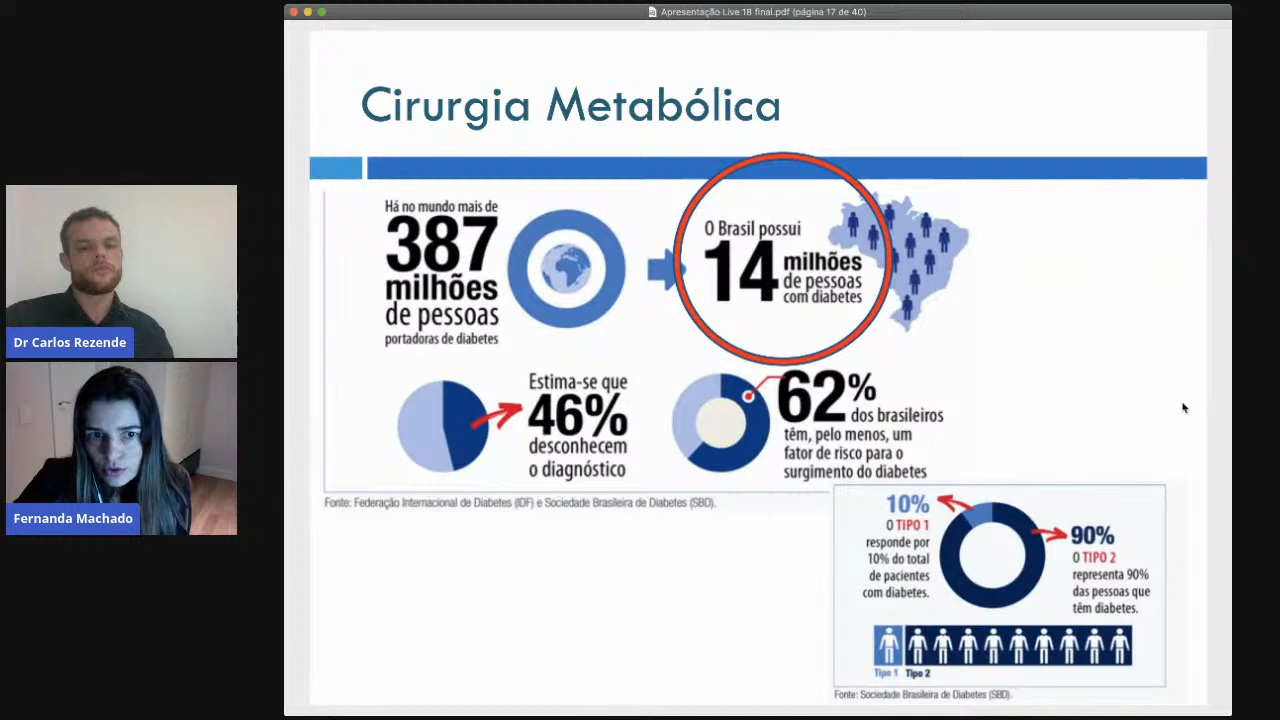 Apresentação Live 18 final.pdf (página 17 de 40)
Cirurgia Metabólica
Há no mundo mais de
387
milhões
de pessoas
portadoras de diabetes
O Brasil possui
14 milhões
de pessoas
com diabetes
Estima-se que
46%
desconhecem
o diagnóstico
62%
dos brasileiros
têm, pelo menos, um
fator de risco para o
surgimento do diabetes
Fonte: Federação Internacional de Diabetes (IDF) e Sociedade Brasileira de Diabetes (SBD).
10%
O TIPO 1
responde por
10% do total
de pacientes
com diabetes.
90%
O TIPO 2
representa 90%
das pessoas que
têm diabetes.
Tipo 1 Tipo 2
Fonte: Sociedade Brasileira de Diabetes (SBD).
Dr Carlos Rezende
Fernanda Machado